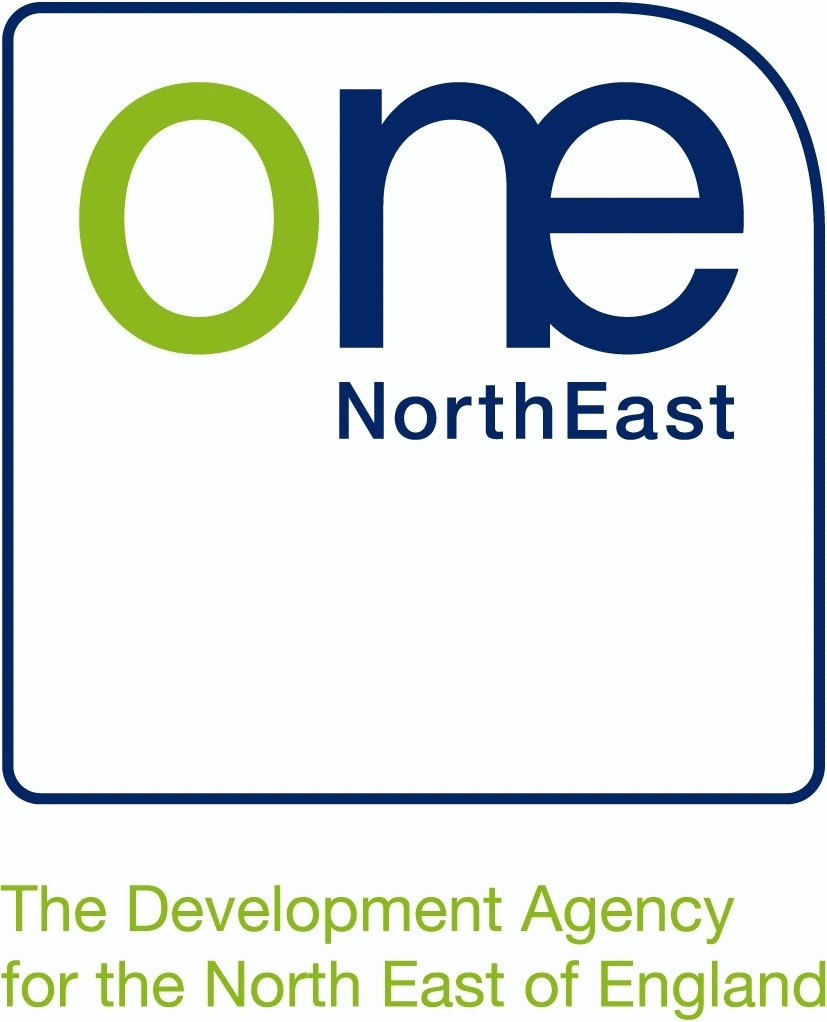 one
NorthEast
The Development Agency
for the North East of England